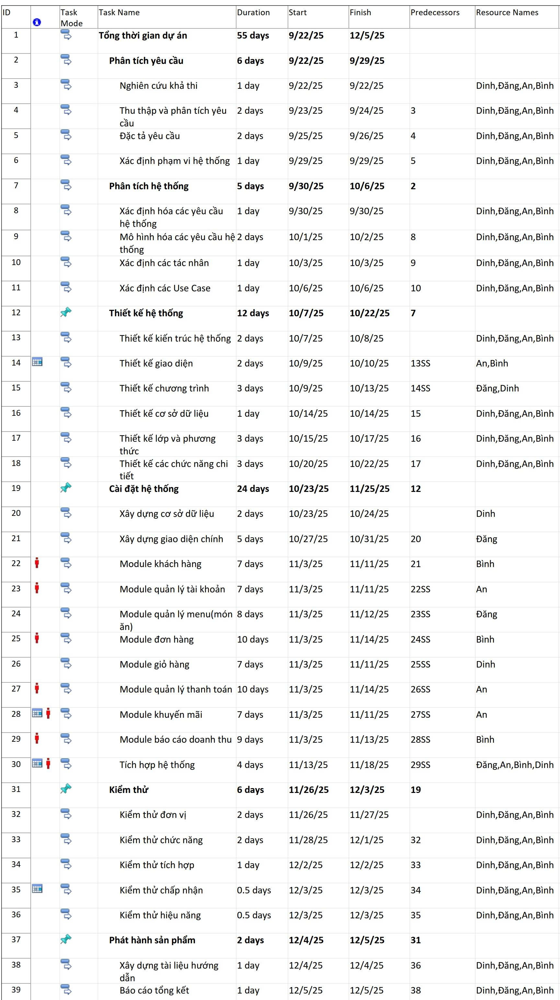 ID Task Mode Task Name Duration Start Finish Predecessors Resource Names
1 Tổng thời gian dự án 55 days 9/22/25 12/5/25
2 Phân tích yêu cầu 6 days 9/22/25 9/29/25
3 Nghiên cứu khả thi 1 day 9/22/25 9/22/25 Dinh,Đăng,An,Bình
4 Thu thập và phân tích yêu cầu 2 days 9/23/25 9/24/25 3 Dinh,Đăng,An,Bình
5 Đặc tả yêu cầu 2 days 9/25/25 9/26/25 4 Dinh,Đăng,An,Bình
6 Xác định phạm vi hệ thống 1 day 9/29/25 9/29/25 5 Dinh,Đăng,An,Bình
7 Phân tích hệ thống 5 days 9/30/25 10/6/25 2
8 Xác định hóa các yêu cầu hệ thống 1 day 9/30/25 9/30/25 Dinh,Đăng,An,Bình
9 Mô hình hóa các yêu cầu hệ thống 2 days 10/1/25 10/2/25 8 Dinh,Đăng,An,Bình
10 Xác định các tác nhân 1 day 10/3/25 10/3/25 9 Dinh,Đăng,An,Bình
11 Xác định các Use Case 1 day 10/6/25 10/6/25 10 Dinh,Đăng,An,Bình
12 Thiết kế hệ thống 12 days 10/7/25 10/22/25 7
13 Thiết kế kiến trúc hệ thống 2 days 10/7/25 10/8/25 Dinh,Đăng,An,Bình
14 Thiết kế giao diện 2 days 10/9/25 10/10/25 13SS An,Bình
15 Thiết kế chương trình 3 days 10/9/25 10/13/25 14SS Đăng,Dinh
16 Thiết kế cơ sở dữ liệu 1 day 10/14/25 10/14/25 15 Dinh,Đăng,An,Bình
17 Thiết kế lớp và phương thức 3 days 10/15/25 10/17/25 16 Dinh,Đăng,An,Bình
18 Thiết kế các chức năng chi tiết 3 days 10/20/25 10/22/25 17 Dinh,Đăng,An,Bình
19 Cài đặt hệ thống 24 days 10/23/25 11/25/25 12
20 Xây dựng cơ sở dữ liệu 2 days 10/23/25 10/24/25 Dinh
21 Xây dựng giao diện chính 5 days 10/27/25 10/31/25 20 Đăng
22 Module khách hàng 7 days 11/3/25 11/11/25 21 Bình
23 Module quản lý tài khoản 7 days 11/3/25 11/11/25 22SS An
24 Module quản lý menu(món ăn) 8 days 11/3/25 11/12/25 23SS Đăng
25 Module đơn hàng 10 days 11/3/25 11/14/25 24SS Bình
26 Module giỏ hàng 7 days 11/3/25 11/11/25 25SS Dinh
27 Module quản lý thanh toán 10 days 11/3/25 11/14/25 26SS An
28 Module khuyến mãi 7 days 11/3/25 11/11/25 27SS An
29 Module báo cáo doanh thu 9 days 11/3/25 11/13/25 28SS Bình
30 Tích hợp hệ thống 4 days 11/13/25 11/18/25 29SS Đăng,An,Bình,Dinh
31 Kiểm thử 6 days 11/26/25 12/3/25 19
32 Kiểm thử đơn vị 2 days 11/26/25 11/27/25 Dinh,Đăng,An,Bình
33 Kiểm thử chức năng 2 days 11/28/25 12/1/25 32 Dinh,Đăng,An,Bình
34 Kiểm thử tích hợp 1 day 12/2/25 12/2/25 33 Dinh,Đăng,An,Bình
35 Kiểm thử chấp nhận 0.5 days 12/3/25 12/3/25 34 Dinh,Đăng,An,Bình
36 Kiểm thử hiệu năng 0.5 days 12/3/25 12/3/25 35 Dinh,Đăng,An,Bình
37 Phát hành sản phẩm 2 days 12/4/25 12/5/25 31
38 Xây dựng tài liệu hướng dẫn 1 day 12/4/25 12/4/25 36 Dinh,Đăng,An,Bình
39 Báo cáo tổng kết 1 day 12/5/25 12/5/25 38 Dinh,Đăng,An,Bình